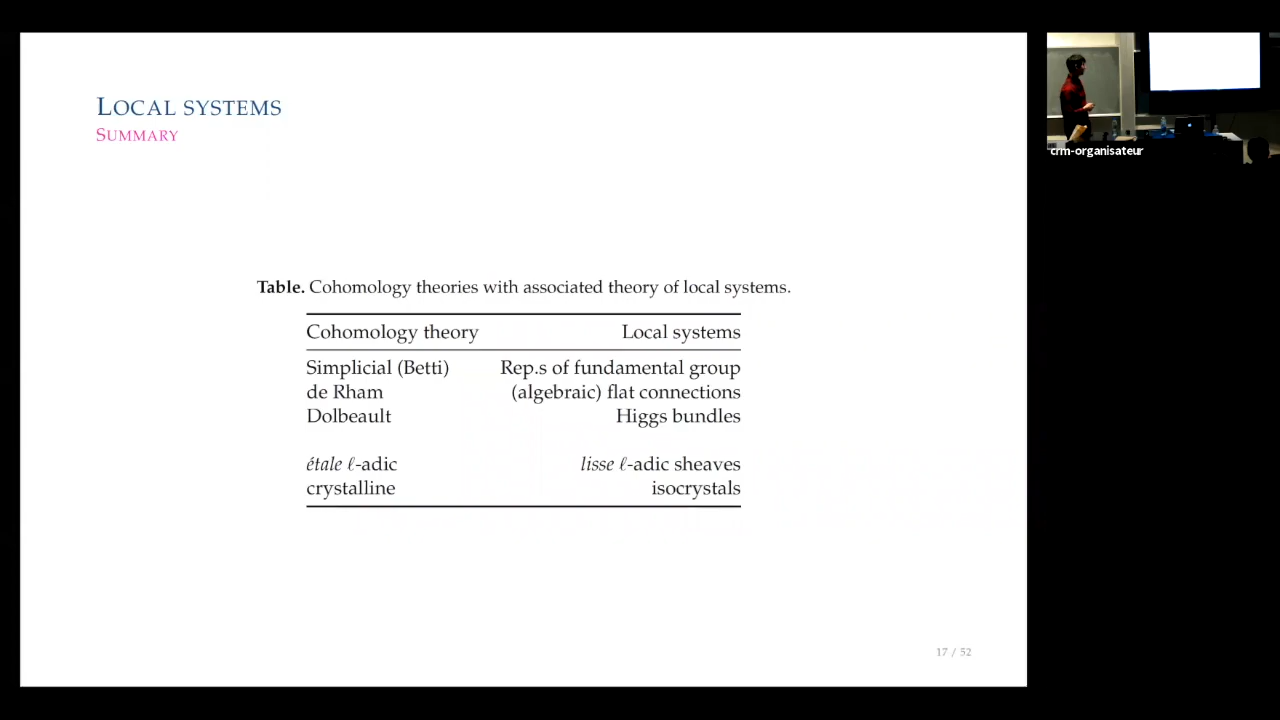 LOCAL SYSTEMS
SUMMARY
Table. Cohomology theories with associated theory of local systems.
Cohomology theory Local systems
Simplicial (Betti) Rep.s of fundamental group
de Rham (algebraic) flat connections
Dolbeault Higgs bundles
étale ℓ-adic lisse ℓ-adic sheaves
crystalline isocrystals
17 / 52
crm-organisateur